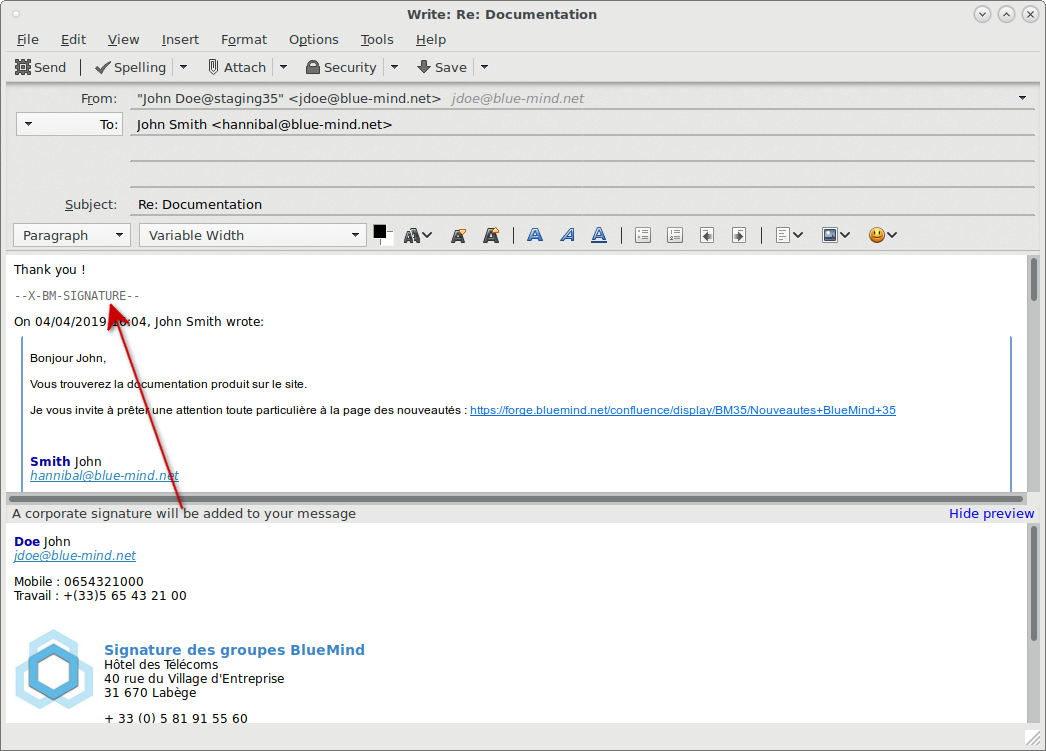 Write: Re: Documentation
File Edit View Insert Format Options Tools Help
Send Spelling Attach Security Save
From: "John Doe@staging35" <jdoe@blue-mind.net> jdoe@blue-mind.net
To: John Smith <hannibal@blue-mind.net>
Subject: Re: Documentation
Paragraph Variable Width
Thank you !
--X-BM-SIGNATURE--
On 04/04/2019 :04, John Smith wrote:
Bonjour John,
Vous trouverez la documentation produit sur le site.
Je vous invite à prêter une attention toute particulière à la page des nouveautés : https://forge.bluemind.net/confluence/display/BM35/Nouveautes+BlueMind+35
Smith John
hannibal@blue-mind.net
A corporate signature will be added to your message Hide preview
Doe John
jdoe@blue-mind.net
Mobile : 0654321000
Travail : +(33)5 65 43 21 00
Signature des groupes BlueMind
Hôtel des Télécoms
40 rue du Village d'Entreprise
31 670 Labège
+ 33 (0) 5 81 91 55 60